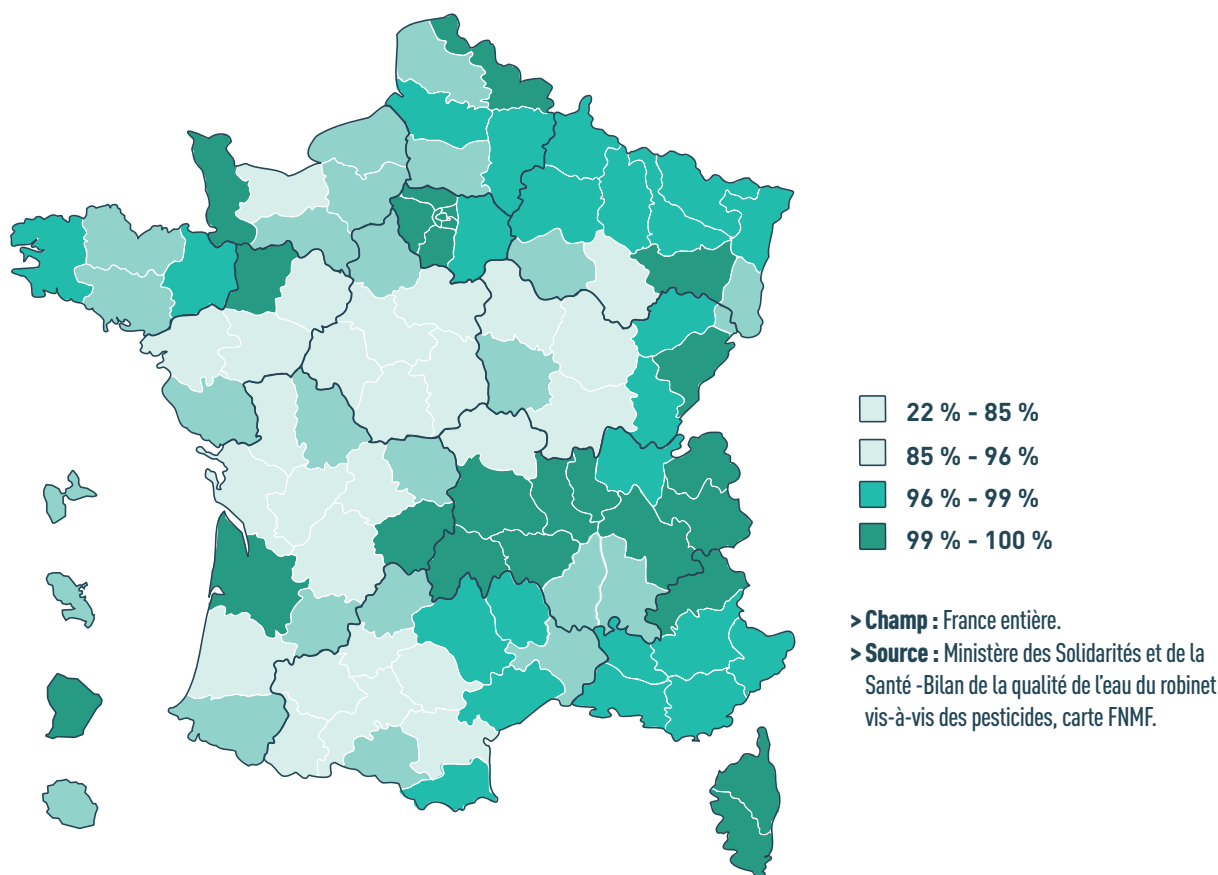 22 % - 85 %
85 % - 96 %
96 % - 99 %
99 % - 100 %
> Champ : France entière.
> Source : Ministère des Solidarités et de la
Santé -Bilan de la qualité de l'eau du robinet
vis-à-vis des pesticides, carte FNMF.